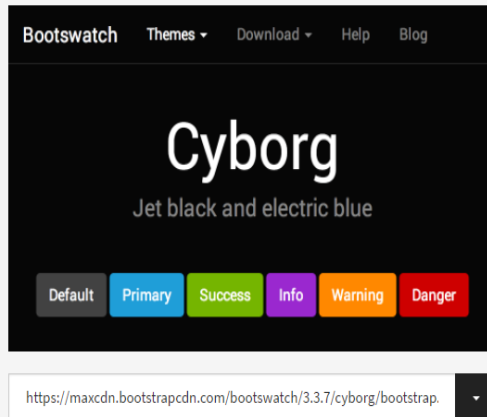 Bootswatch Themes Download Help Blog
Cyborg
Jet black and electric blue
Default Primary Success Info Warning Danger
https://maxcdn.bootstrapcdn.com/bootswatch/3.3.7/cyborg/bootstrap.